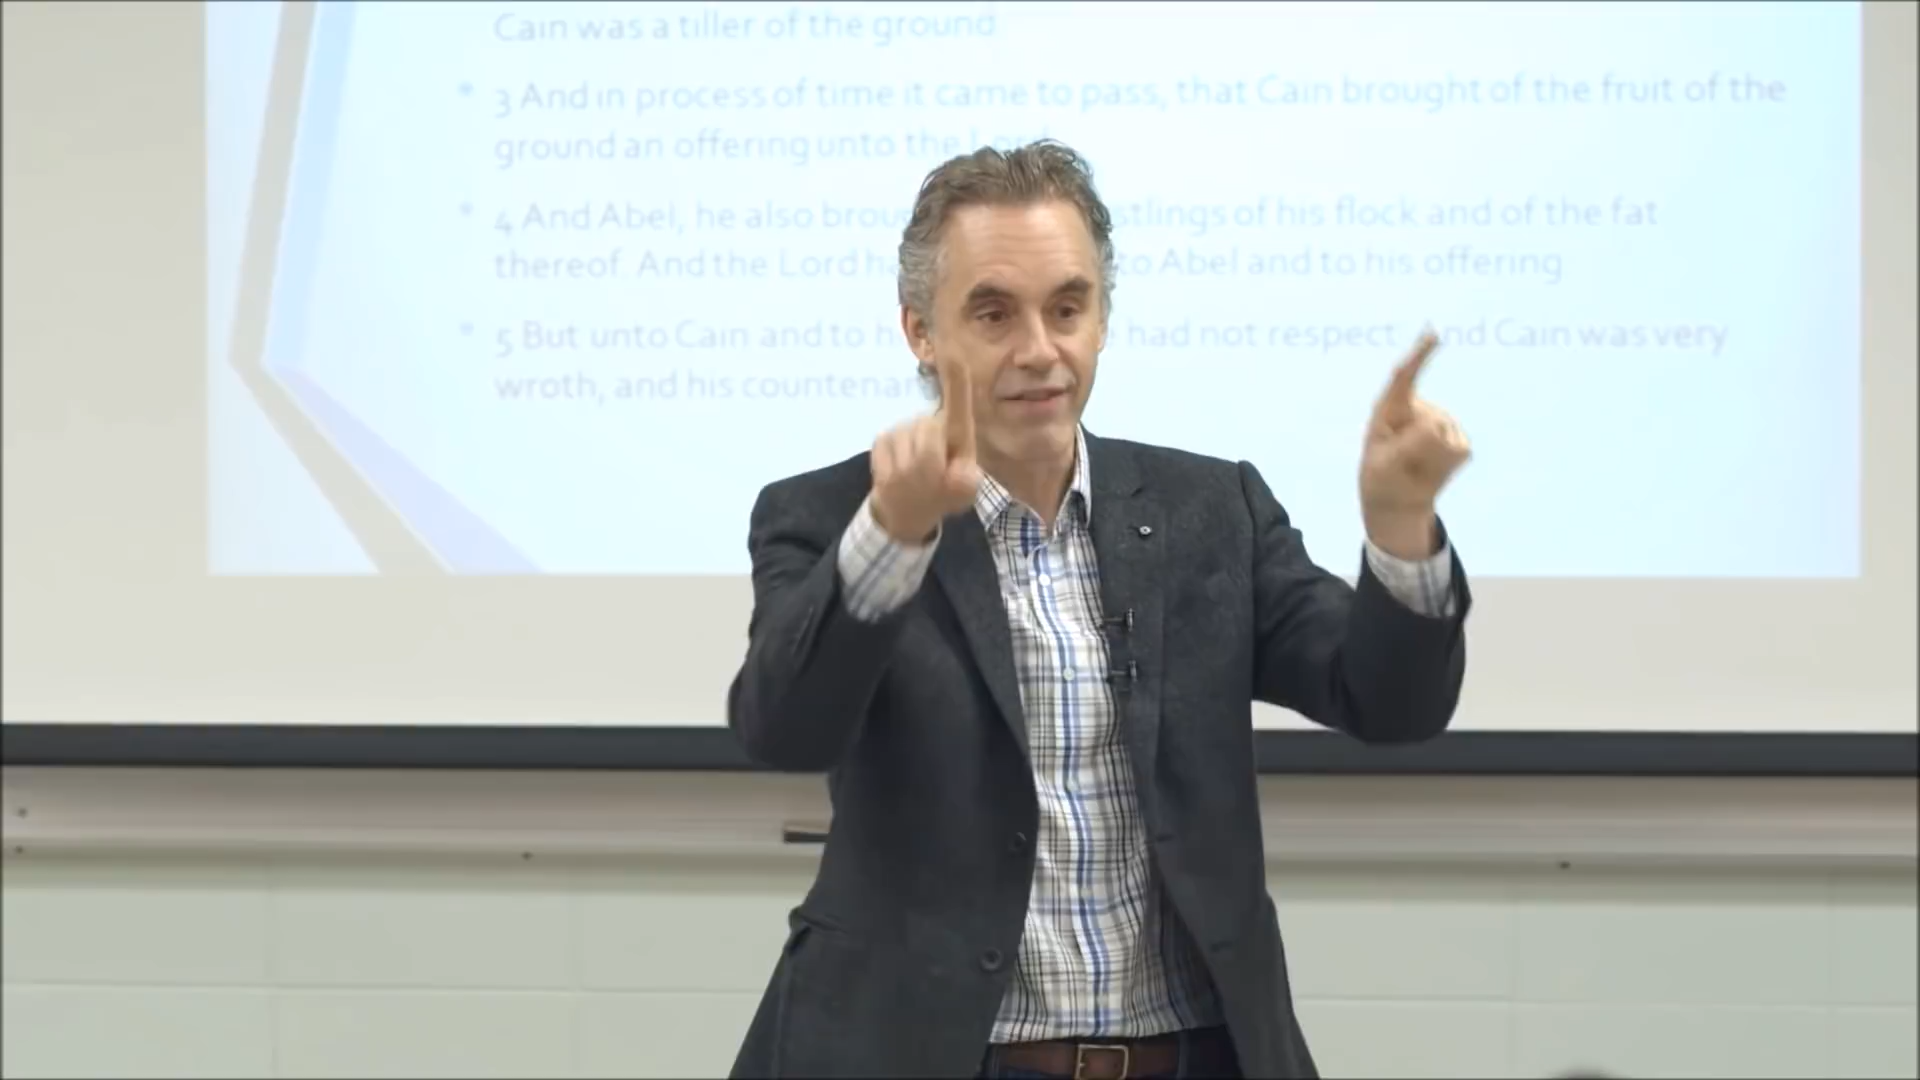 Cain was a tiller of the ground
* 3 And in process of time it came to pass, that Cain brought of the fruit of the
ground an offering unto the Lord
* 4 And Abel, he also brou stlings of his flock and of the fat
thereof. And the Lord ha to Abel and to his offering
* 5 But unto Cain and to h had not respect. And Cain was very
wroth, and his countenan